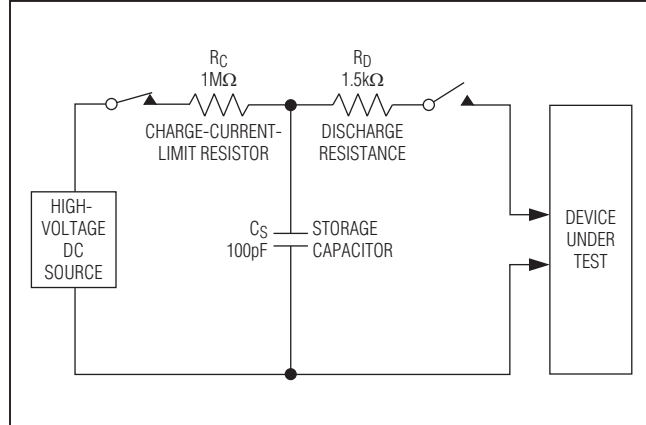 RC
1MΩ
CHARGE-CURRENT-
LIMIT RESISTOR
RD
1.5kΩ
DISCHARGE
RESISTANCE
HIGH-
VOLTAGE
DC
SOURCE
CS
100pF
STORAGE
CAPACITOR
DEVICE
UNDER
TEST